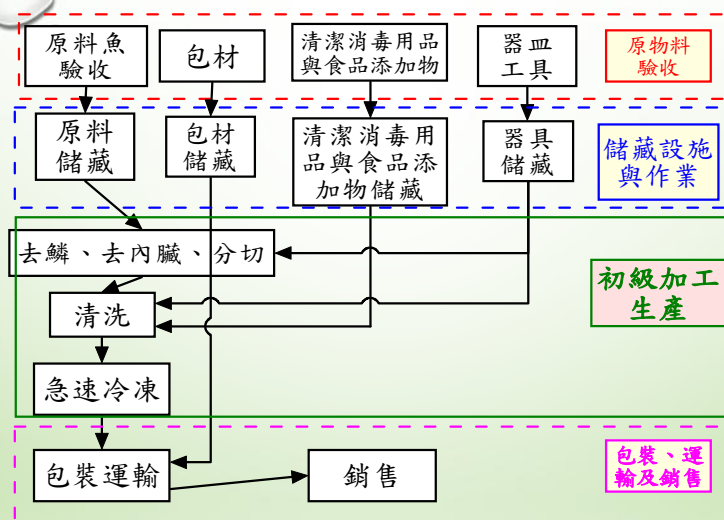 原料魚
驗收
包材
清潔消毒用品
與食品添加物
器皿
工具
原物料
驗收
原料
儲藏
包材
儲藏
清潔消毒用
品與食品添
加物儲藏
器具
儲藏
儲藏設施
與作業
去鱗、去內臟、分切
初級加工
生產
清洗
急速冷凍
包裝運輸
銷售
包裝、運
輸及銷售